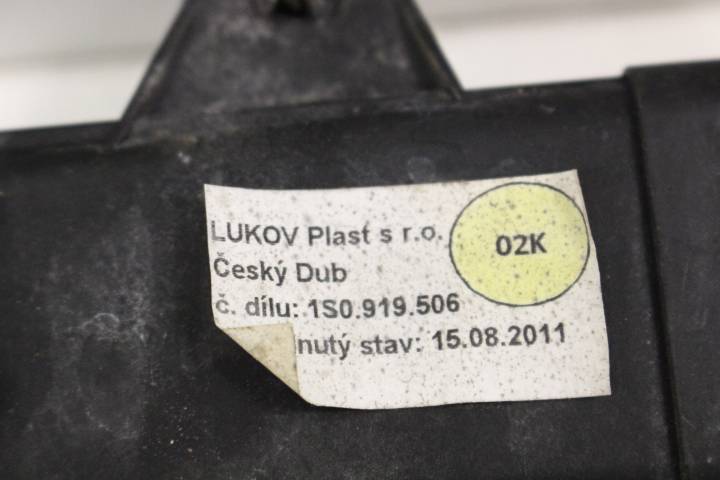 LUKOV Plast s r.o.
Český Dub
02K
č. dílu: 1S0.919.506
nutý stav: 15.08.2011